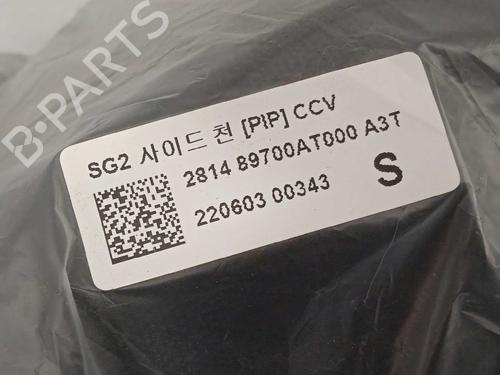 B-PARTS
SG2 사이드천 [PIP] CCV
2814 89700AT000 A3T
220603 00343 S